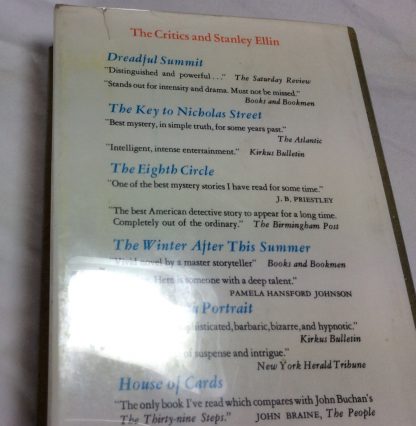 The Critics and Stanley Ellin
Dreadful Summit
"Distinguished and powerful . . ." The Saturday Review
"Stands out for intensity and drama. Must not be missed."
Books and Bookmen
The Key to Nicholas Street
"Best mystery, in simple truth, for some years past."
The Atlantic
"Intelligent, intense entertainment." Kirkus Bulletin
The Eighth Circle
"One of the best mystery stories I have read for some time."
J. B. PRIESTLEY
"The best American detective story to appear for a long time.
Completely out of the ordinary." The Birmingham Post
The Winter After This Summer
novel by a master storyteller" Books and Bookmen
Here is someone with a deep talent."
PAMELA HANSFORD JOHNSON
Portrait
barbaric, bizarre, and hypnotic."
Kirkus Bulletin
of suspense and intrigue."
New York Herald Tribune
House of Cards
"The only book I've read which compares with John Buchan's
The Thirty-nine Steps." JOHN BRAINE, The People